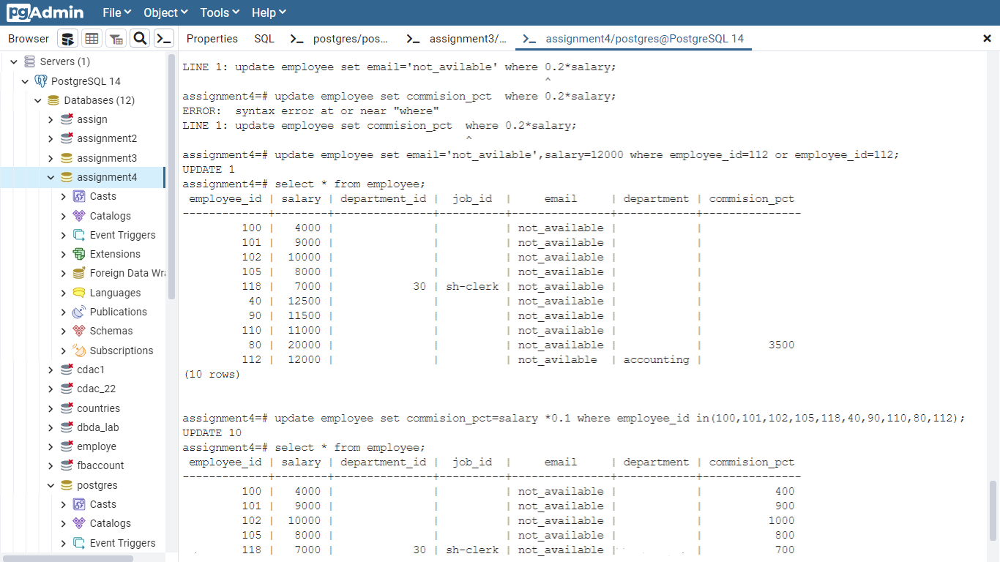 pgAdmin File Object Tools Help
Browser Properties SQL postgres/pos... assignment3/... assignment4/postgres@PostgreSQL 14
Servers (1)
PostgreSQL 14
Databases (12)
assign
assignment2
assignment3
assignment4
Casts
Catalogs
Event Triggers
Extensions
Foreign Data Wra
Languages
Publications
Schemas
Subscriptions
cdac1
cdac_22
countries
dbda_lab
employe
fbaccount
postgres
Casts
Catalogs
Event Triggers
LINE 1: update employee set email='not_avilable' where 0.2*salary;
^
assignment4=# update employee set commision_pct  where 0.2*salary;
ERROR:  syntax error at or near "where"
LINE 1: update employee set commision_pct  where 0.2*salary;
^
assignment4=# update employee set email='not_avilable',salary=12000 where employee_id=112 or employee_id=112;
UPDATE 1
assignment4=# select * from employee;
employee_id | salary | department_id | job_id | email | department | commision_pct
-------------+--------+---------------+----------+---------------+------------+---------------
100 | 4000 | | | not_available | |
101 | 9000 | | | not_available | |
102 | 10000 | | | not_available | |
105 | 8000 | | | not_available | |
118 | 7000 | 30 | sh-clerk | not_available | |
40 | 12500 | | | not_available | |
90 | 11500 | | | not_available | |
110 | 11000 | | | not_available | |
80 | 20000 | | | not_available | | 3500
112 | 12000 | | | not_avilable | accounting |
(10 rows)
assignment4=# update employee set commision_pct=salary *0.1 where employee_id in(100,101,102,105,118,40,90,110,80,112);
UPDATE 10
assignment4=# select * from employee;
employee_id | salary | department_id | job_id | email | department | commision_pct
-------------+--------+---------------+----------+---------------+------------+---------------
100 | 4000 | | | not_available | | 400
101 | 9000 | | | not_available | | 900
102 | 10000 | | | not_available | | 1000
105 | 8000 | | | not_available | | 800
118 | 7000 | 30 | sh-clerk | not_available | | 700